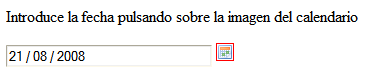 Introduce la fecha pulsando sobre la imagen del calendario
21 / 08 / 2008